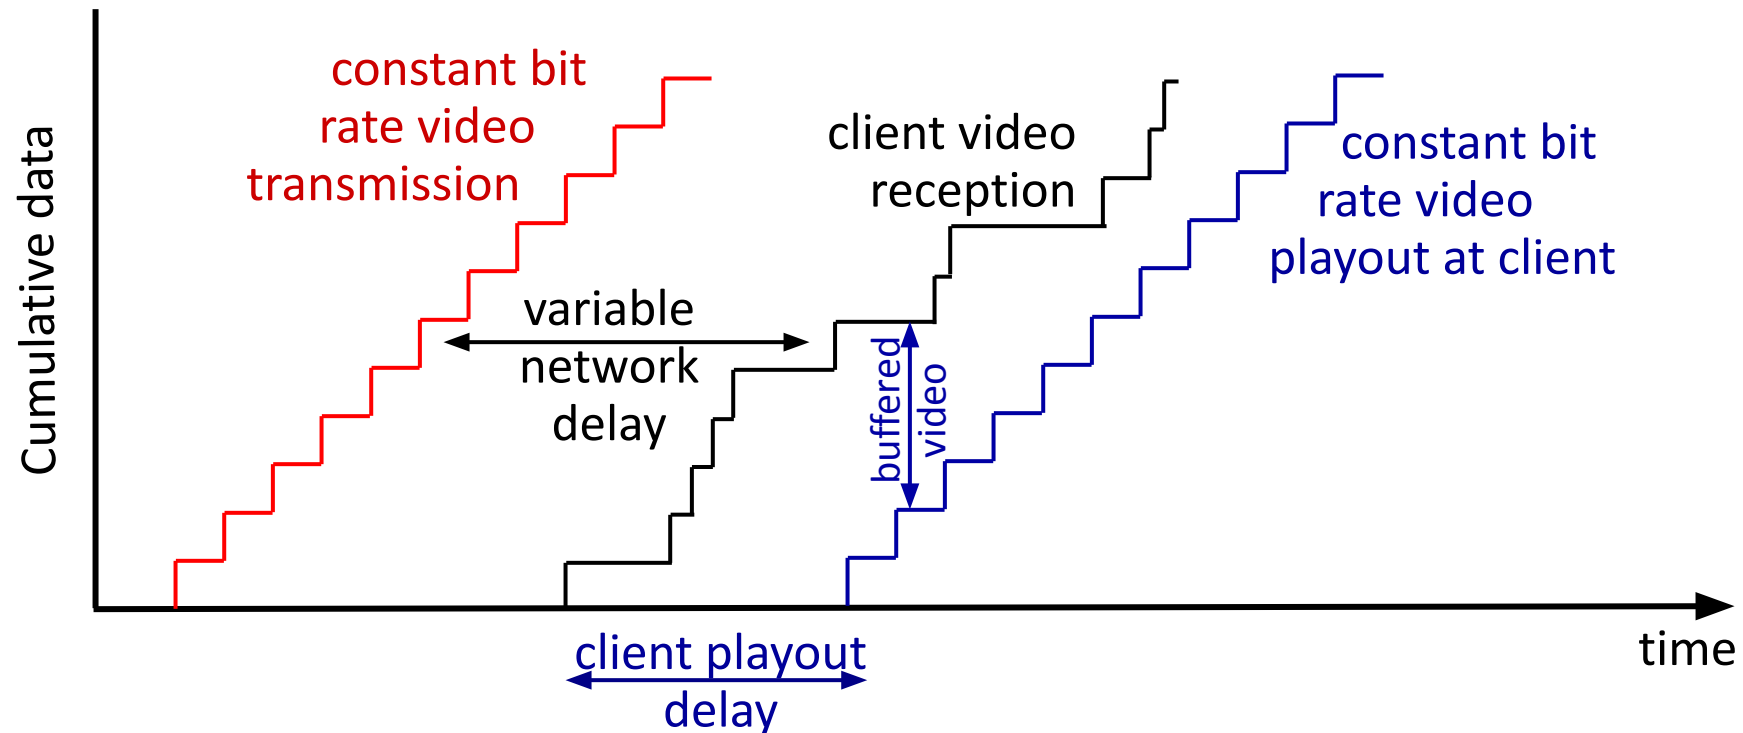 constant bit
rate video
transmission
client video
reception
constant bit
rate video
playout at client
Cumulative data
variable
network
delay
buffered
video
time
client playout
delay